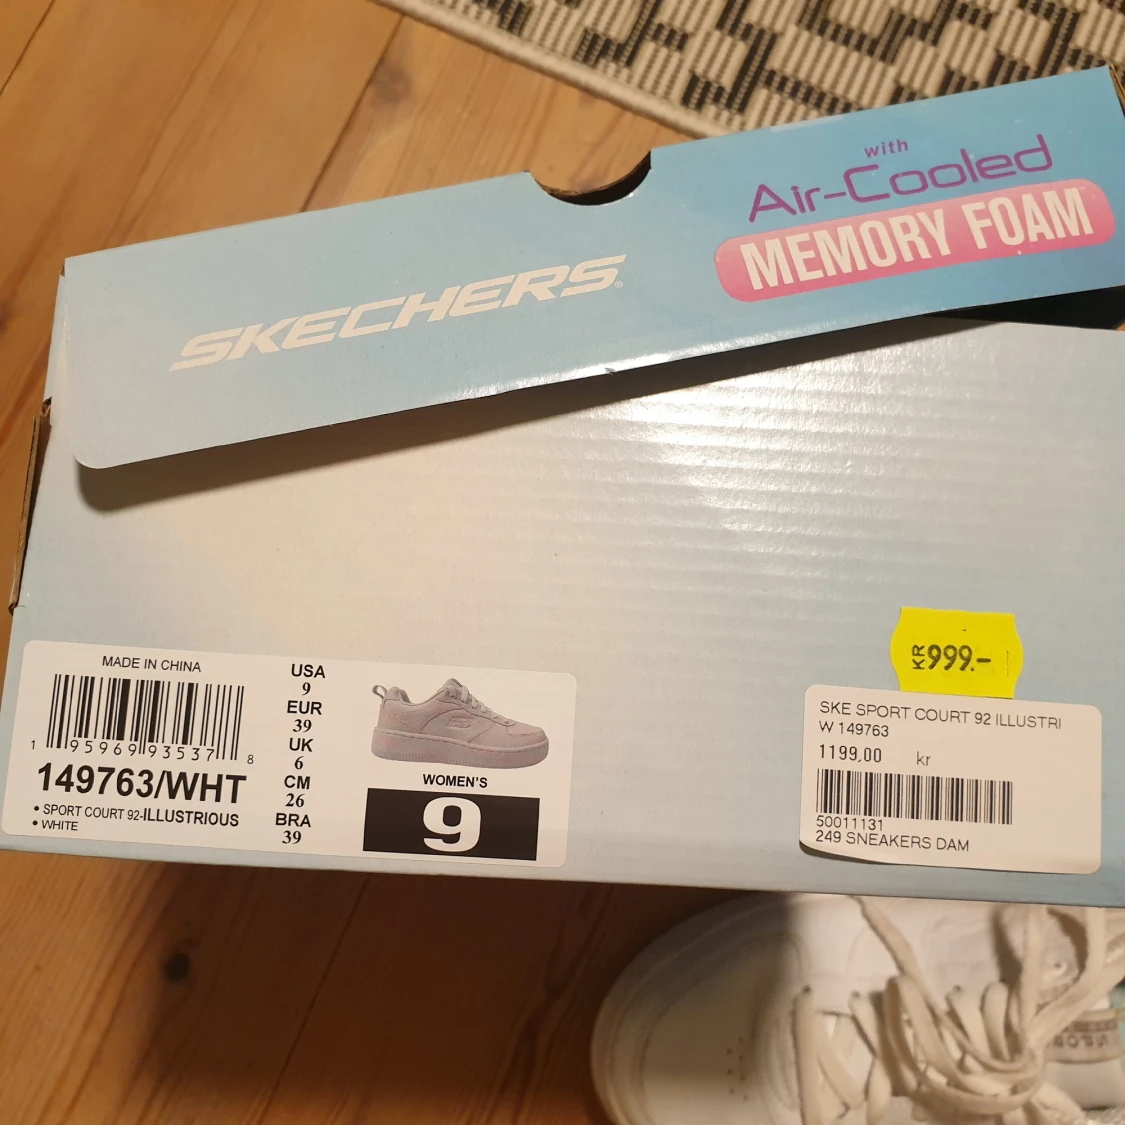 with
Air-Cooled
MEMORY FOAM
SKECHERS®
KR 999.-
SKE SPORT COURT 92 ILLUSTRI
W 149763
1199,00 kr
50011131
249 SNEAKERS DAM
MADE IN CHINA
1 95969 93537 8
149763/WHT
• SPORT COURT 92-ILLUSTRIOUS
• WHITE
USA
9
EUR
39
UK
6
CM
26
BRA
39
WOMEN'S
9